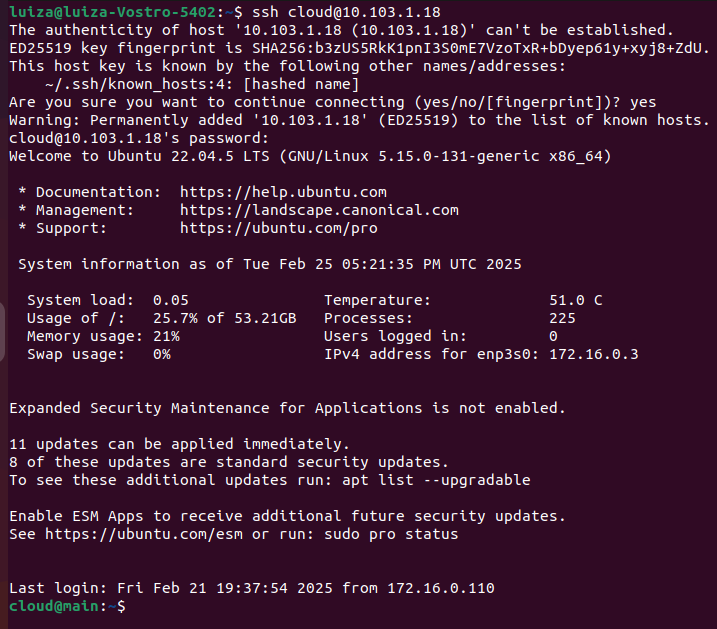 luiza@luiza-Vostro-5402:~$ ssh cloud@10.103.1.18
The authenticity of host '10.103.1.18 (10.103.1.18)' can't be established.
ED25519 key fingerprint is SHA256:b3zUS5RkK1pnI3S0mE7VzoTxR+bDyep61y+xyj8+ZdU.
This host key is known by the following other names/addresses:
    ~/.ssh/known_hosts:4: [hashed name]
Are you sure you want to continue connecting (yes/no/[fingerprint])? yes
Warning: Permanently added '10.103.1.18' (ED25519) to the list of known hosts.
cloud@10.103.1.18's password:
Welcome to Ubuntu 22.04.5 LTS (GNU/Linux 5.15.0-131-generic x86_64)

 * Documentation:  https://help.ubuntu.com
 * Management:     https://landscape.canonical.com
 * Support:        https://ubuntu.com/pro

 System information as of Tue Feb 25 05:21:35 PM UTC 2025

  System load:  0.05               Temperature:             51.0 C
  Usage of /:   25.7% of 53.21GB   Processes:               225
  Memory usage: 21%                Users logged in:         0
  Swap usage:   0%                 IPv4 address for enp3s0: 172.16.0.3

Expanded Security Maintenance for Applications is not enabled.

11 updates can be applied immediately.
8 of these updates are standard security updates.
To see these additional updates run: apt list --upgradable

Enable ESM Apps to receive additional future security updates.
See https://ubuntu.com/esm or run: sudo pro status

Last login: Fri Feb 21 19:37:54 2025 from 172.16.0.110
cloud@main:~$